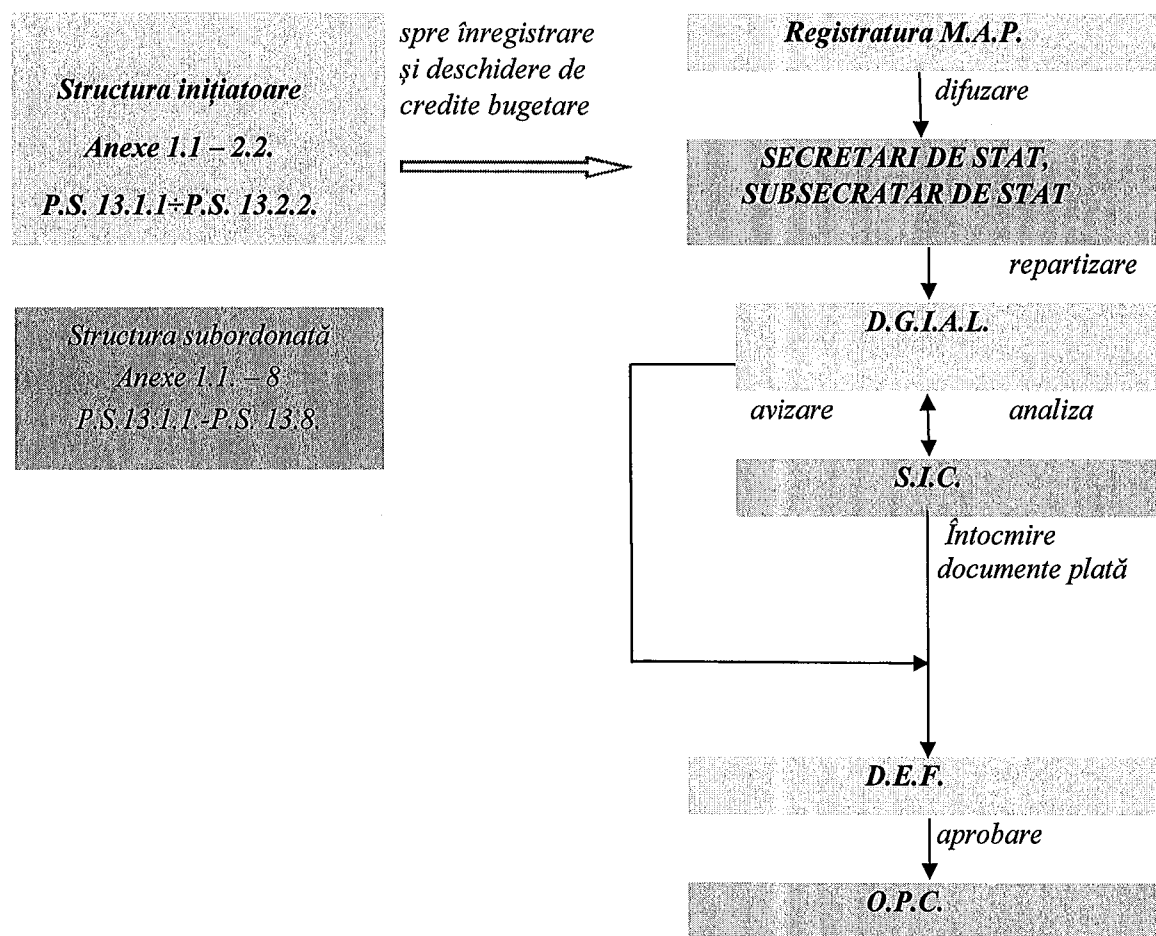 Structura inițiatoare
Anexe 1.1 – 2.2.
P.S. 13.1.1÷P.S. 13.2.2.
spre înregistrare
și deschidere de
credite bugetare
Structura subordonată
Anexe 1.1. – 8
P.S.13.1.1.-P.S. 13.8.
Registratura M.A.P.
difuzare
SECRETARI DE STAT,
SUBSECRATAR DE STAT
repartizare
D.G.I.A.L.
avizare
analiza
S.I.C.
Întocmire
documente plată
D.E.F.
aprobare
O.P.C.